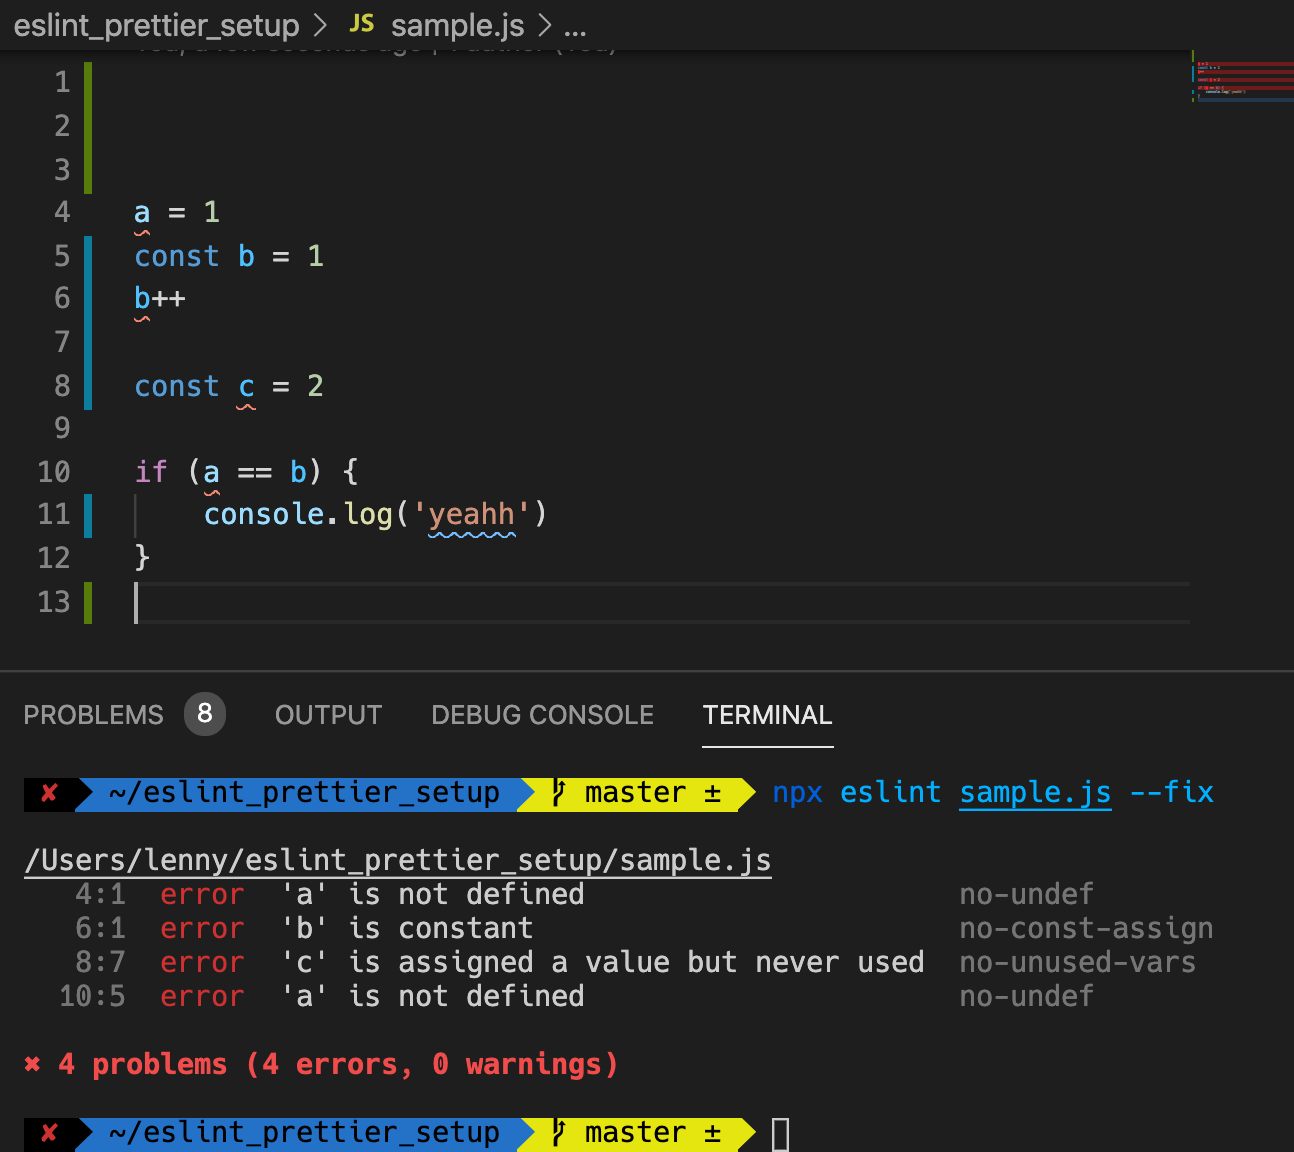 eslint_prettier_setup > JS sample.js > ...
1
2
3
4 a = 1
5 const b = 1
6 b++
7
8 const c = 2
9
10 if (a == b) {
11 console.log('yeahh')
12 }
13
PROBLEMS 8 OUTPUT DEBUG CONSOLE TERMINAL
✘ ~/eslint_prettier_setup master ± npx eslint sample.js --fix
/Users/lenny/eslint_prettier_setup/sample.js
4:1 error 'a' is not defined no-undef
6:1 error 'b' is constant no-const-assign
8:7 error 'c' is assigned a value but never used no-unused-vars
10:5 error 'a' is not defined no-undef
✖ 4 problems (4 errors, 0 warnings)
✘ ~/eslint_prettier_setup master ±